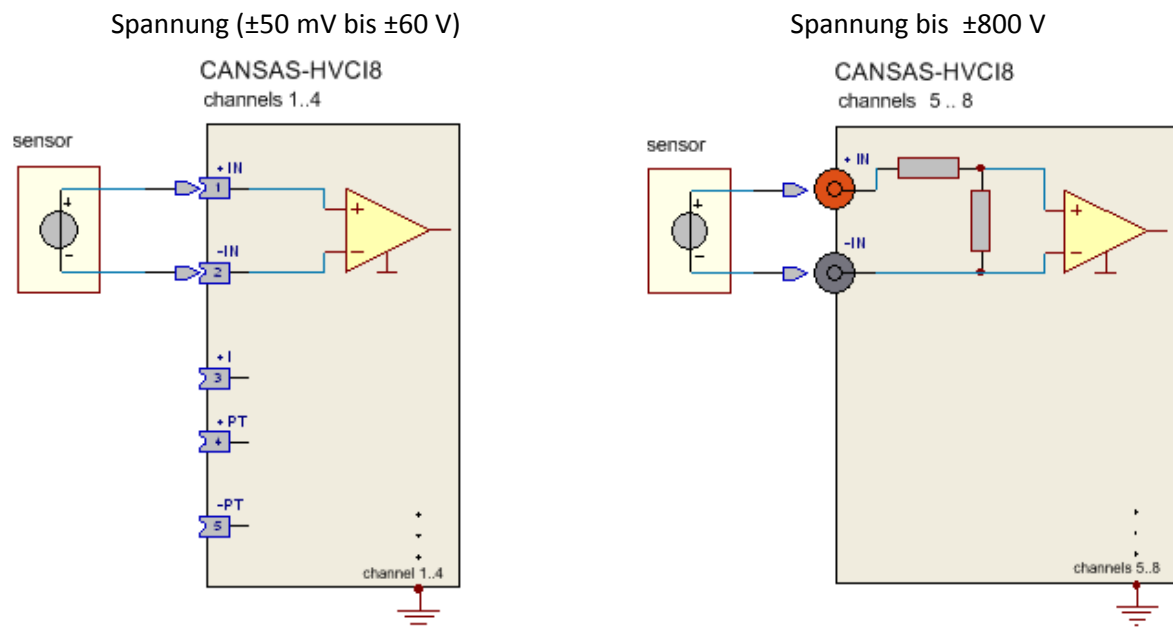 Spannung (±50 mV bis ±60 V)
CANSAS-HVCI8
channels 1..4
sensor
+
-
+IN
1
-IN
2
+
−
+I
3
+PT
4
-PT
5
channel 1..4
Spannung bis ±800 V
CANSAS-HVCI8
channels 5 .. 8
sensor
+
-
+ IN
-IN
+
−
channels 5..8